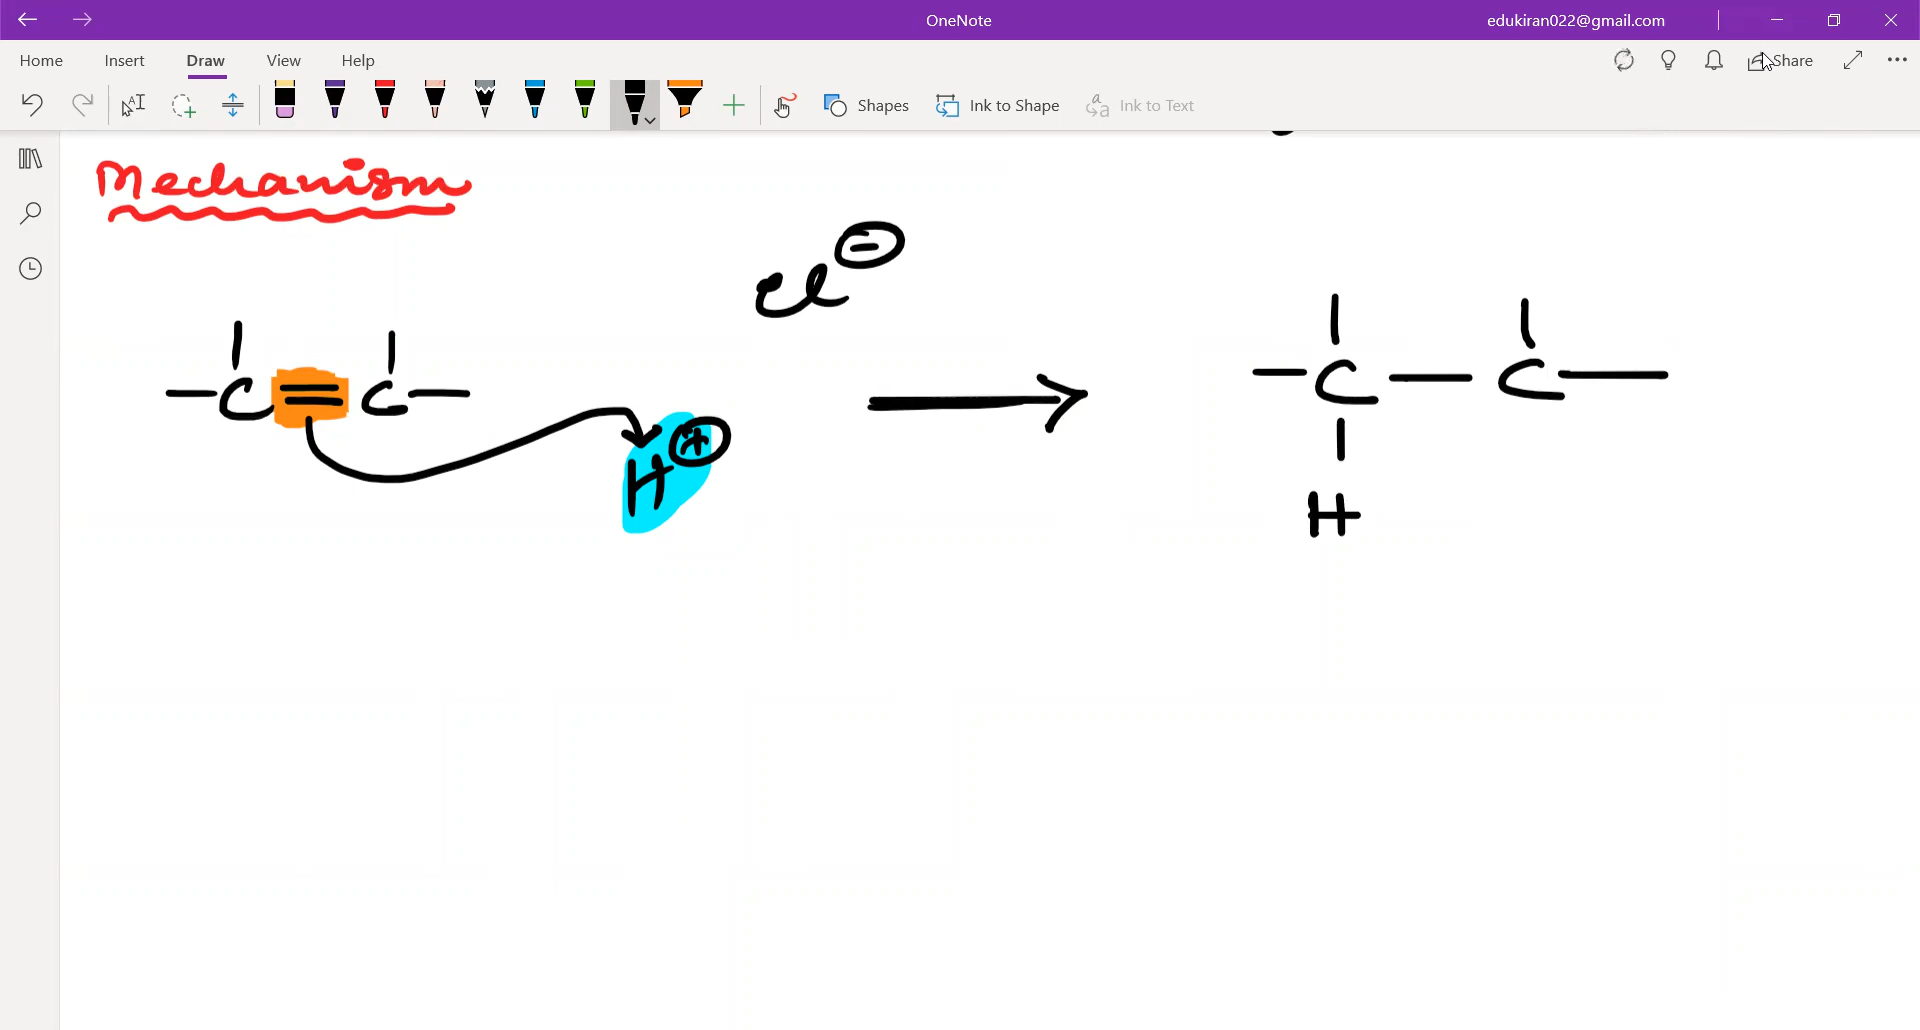 OneNote
edukiran022@gmail.com
Home Insert Draw View Help
Share
Shapes Ink to Shape Ink to Text
Mechanism
Cl⊖
C = C
H⊕
C — C
H